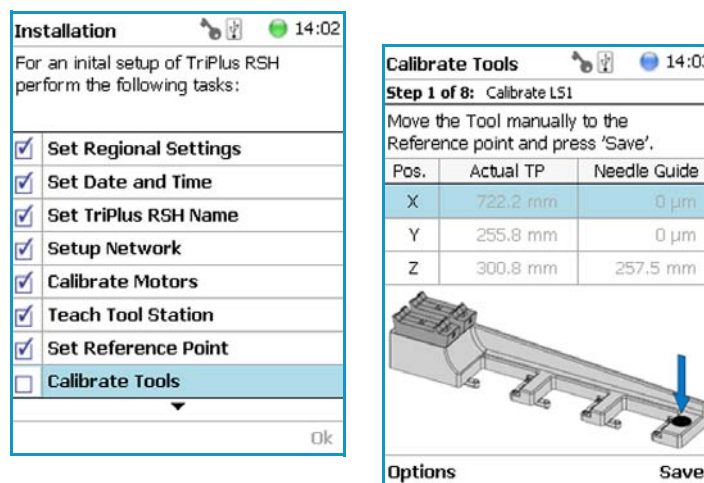 Installation 14:02
For an inital setup of TriPlus RSH
perform the following tasks:
Set Regional Settings
Set Date and Time
Set TriPlus RSH Name
Setup Network
Calibrate Motors
Teach Tool Station
Set Reference Point
Calibrate Tools
Ok
Calibrate Tools
Step 1 of 8: Calibrate LS1
Move the Tool manually to the
Reference point and press 'Save'.
Pos. Actual TP Needle Guide
X 722.2 mm 0 µm
Y 255.8 mm 0 µm
Z 300.8 mm 257.5 mm
Options Save